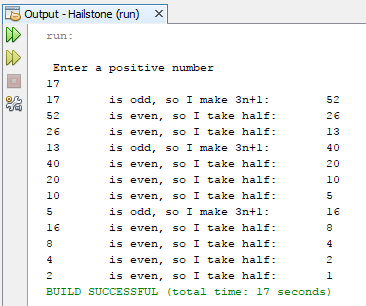 Output - Hailstone (run)
run:
Enter a positive number
17
17 is odd, so I make 3n+1: 52
52 is even, so I take half: 26
26 is even, so I take half: 13
13 is odd, so I make 3n+1: 40
40 is even, so I take half: 20
20 is even, so I take half: 10
10 is even, so I take half: 5
5 is odd, so I make 3n+1: 16
16 is even, so I take half: 8
8 is even, so I take half: 4
4 is even, so I take half: 2
2 is even, so I take half: 1
BUILD SUCCESSFUL (total time: 17 seconds)